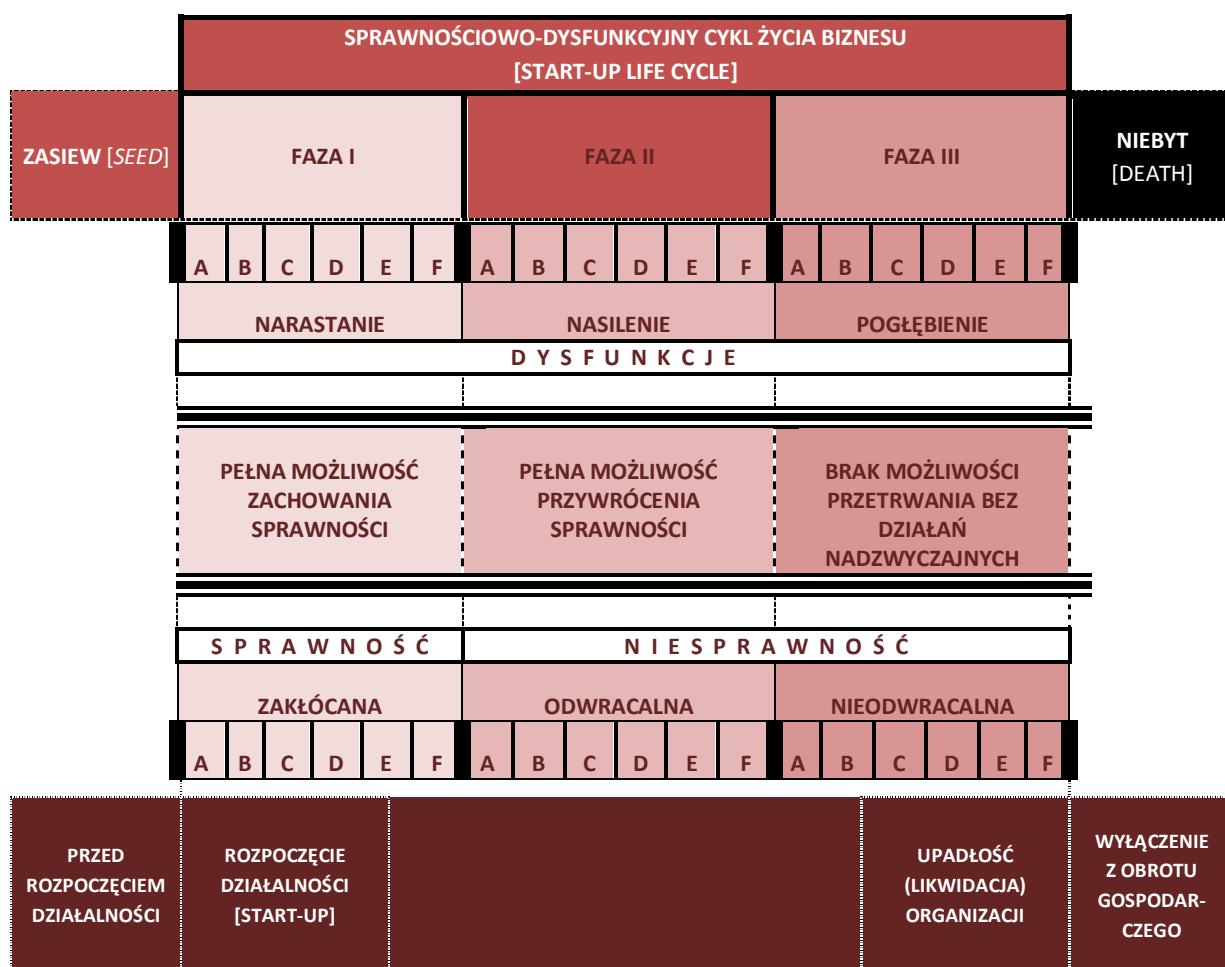 SPRAWNOŚCIOWO-DYSFUNKCYJNY CYKL ŻYCIA BIZNESU
[START-UP LIFE CYCLE]
ZASIEW [SEED]
FAZA I
FAZA II
FAZA III
NIEBYT
[DEATH]
A B C D E F A B C D E F A B C D E F
NARASTANIE
NASILENIE
POGŁĘBIENIE
D Y S F U N K C J E
PEŁNA MOŻLIWOŚĆ
ZACHOWANIA
SPRAWNOŚCI
PEŁNA MOŻLIWOŚĆ
PRZYWRÓCENIA
SPRAWNOŚCI
BRAK MOŻLIWOŚCI
PRZETRWANIA BEZ
DZIAŁAŃ
NADZWYCZAJNYCH
S P R A W N O Ś Ć
N I E S P R A W N O Ś Ć
ZAKŁÓCANA
ODWRACALNA
NIEODWRACALNA
A B C D E F A B C D E F A B C D E F
PRZED
ROZPOCZĘCIEM
DZIAŁALNOŚCI
ROZPOCZĘCIE
DZIAŁALNOŚCI
[START-UP]
UPADŁOŚĆ
(LIKWIDACJA)
ORGANIZACJI
WYŁĄCZENIE
Z OBROTU
GOSPODAR-
CZEGO